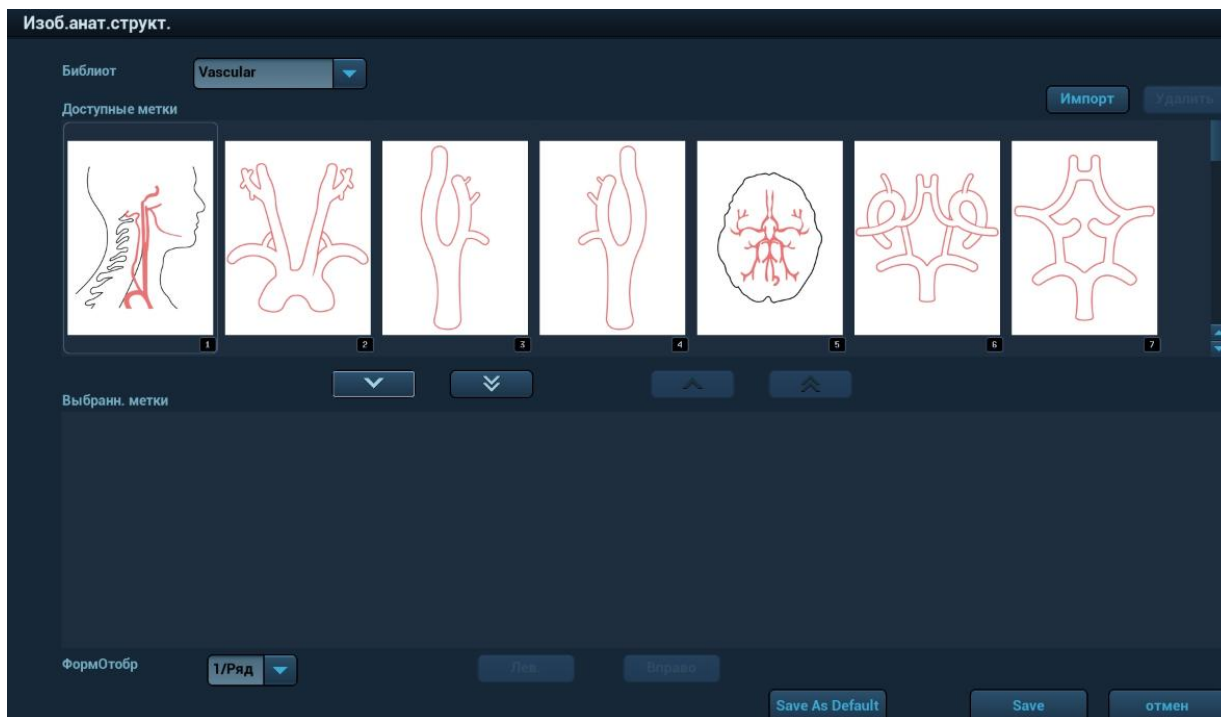 Изоб.анат.структ.
Библиот Vascular
Импорт Удалить
Доступные метки
1 2 3 4 5 6 7
Выбранн. метки
ФормОтобр 1/Ряд Лев. Вправо
Save As Default Save отмен